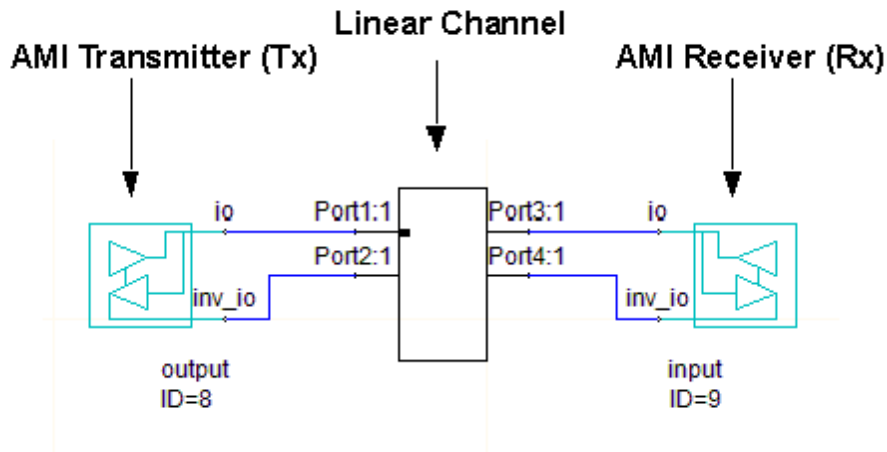 Linear Channel
AMI Transmitter (Tx)
AMI Receiver (Rx)
io
Port1:1
Port3:1
io
Port2:1
Port4:1
inv_io
inv_io
output
ID=8
input
ID=9